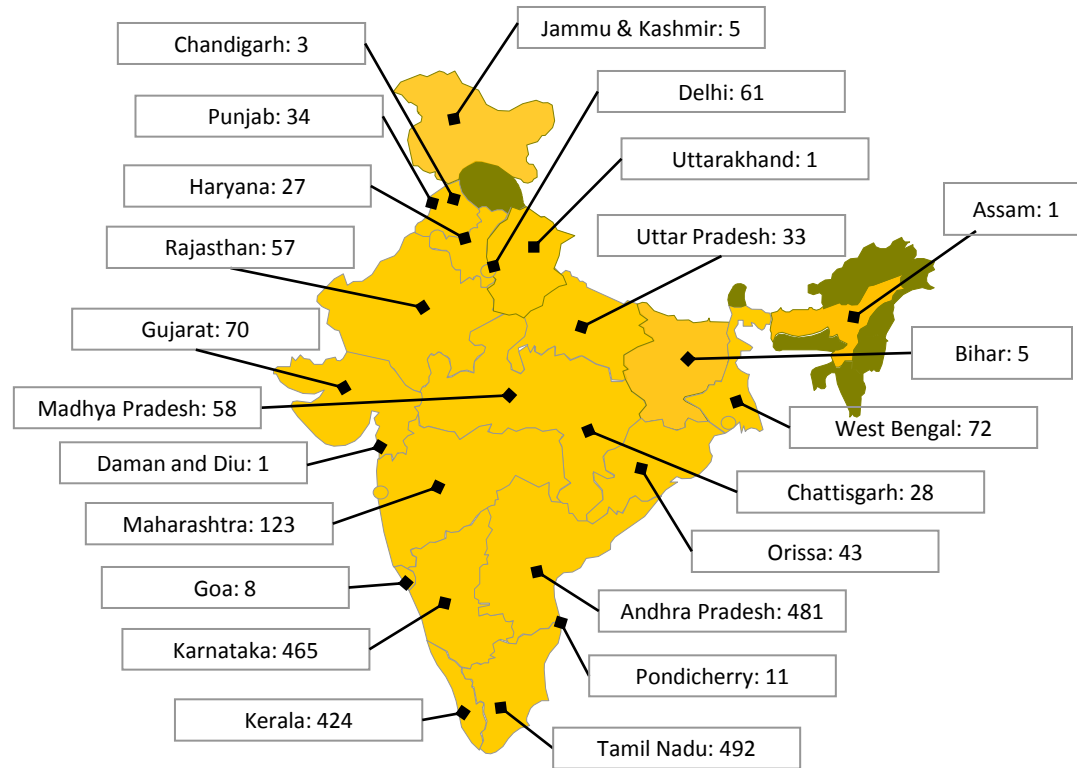 Jammu & Kashmir: 5
Chandigarh: 3
Delhi: 61
Punjab: 34
Uttarakhand: 1
Haryana: 27
Assam: 1
Uttar Pradesh: 33
Rajasthan: 57
Gujarat: 70
Bihar: 5
Madhya Pradesh: 58
West Bengal: 72
Daman and Diu: 1
Chattisgarh: 28
Maharashtra: 123
Orissa: 43
Goa: 8
Andhra Pradesh: 481
Karnataka: 465
Pondicherry: 11
Kerala: 424
Tamil Nadu: 492